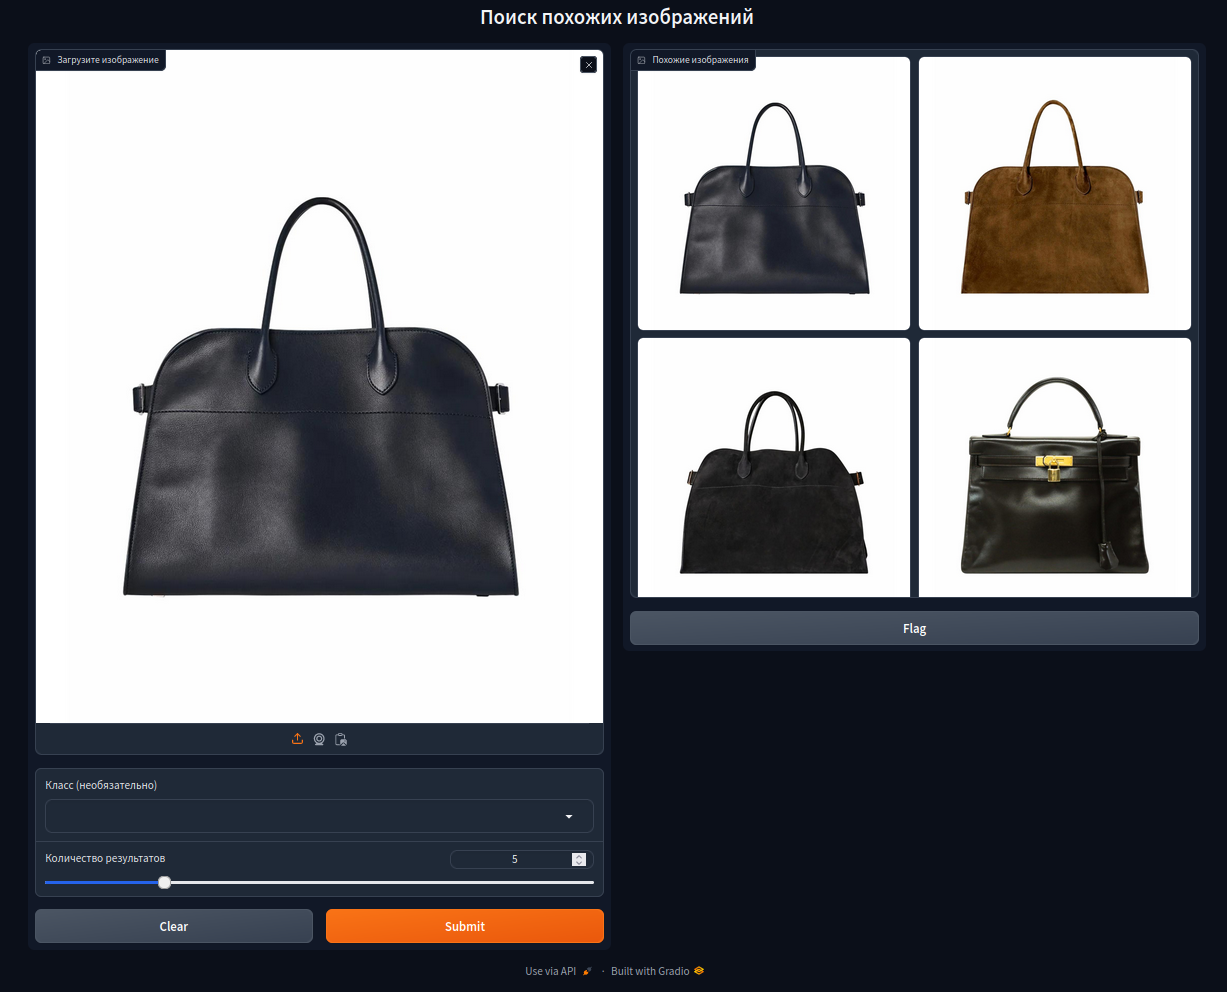 Поиск похожих изображений
Загрузите изображение
Похожие изображения
Flag
Класс (необязательно)
Количество результатов
5
Clear
Submit
Use via API · Built with Gradio